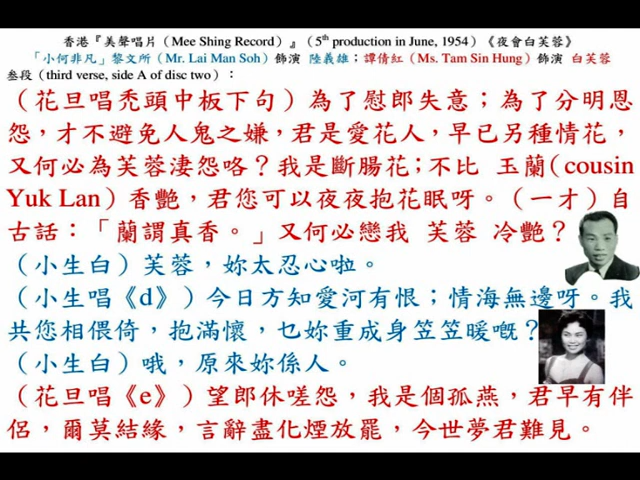 香港『美聲唱片（Mee Shing Record）』（5th production in June, 1954）《夜會白芙蓉》
「小何非凡」黎文所（Mr. Lai Man Soh）飾演 陸義雄；譚倩紅（Ms. Tam Sin Hung）飾演 白芙蓉
叁段（third verse, side A of disc two）：
（花旦唱禿頭中板下句）為了慰郎失意；為了分明恩
怨，才不避免人鬼之嫌，君是愛花人，早已另種情花，
又何必為芙蓉淒怨咯？我是斷腸花；不比 玉蘭（cousin
Yuk Lan）香艷，君您可以夜夜抱花眠呀。（一才）自
古話：「蘭謂真香。」又何必戀我 芙蓉 冷艷？
（小生白）芙蓉，妳太忍心啦。
（小生唱《d》）今日方知愛河有恨；情海無邊呀。我
共您相偎倚，抱滿懷，乜妳重成身笠笠暖嘅？
（小生白）哦，原來妳係人。
（花旦唱《e》）望郎休嗟怨，我是個孤燕，君早有伴
侶，爾莫結緣，言辭盡化煙放罷，今世夢君難見。